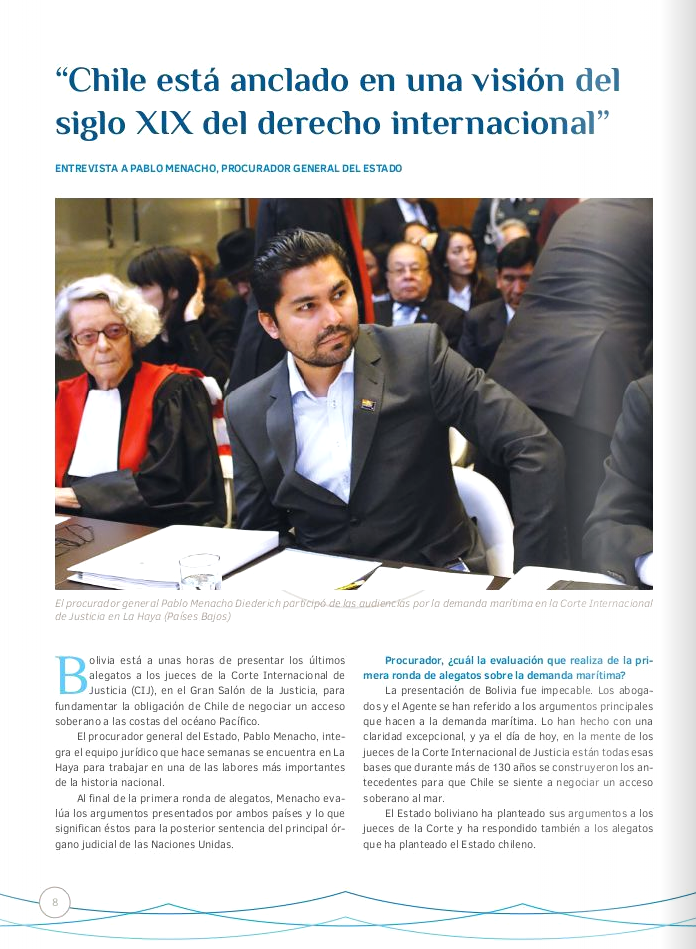 “Chile está anclado en una visión del
siglo XIX del derecho internacional”
ENTREVISTA A PABLO MENACHO, PROCURADOR GENERAL DEL ESTADO
El procurador general Pablo Menacho Diederich participó de las audiencias por la demanda marítima en la Corte Internacional
de Justicia en La Haya (Países Bajos)
Bolivia está a unas horas de presentar los últimos
alegatos a los jueces de la Corte Internacional de
Justicia (CIJ), en el Gran Salón de la Justicia, para
fundamentar la obligación de Chile de negociar un acceso
soberano a las costas del océano Pacífico.
El procurador general del Estado, Pablo Menacho, inte-
gra el equipo jurídico que hace semanas se encuentra en La
Haya para trabajar en una de las labores más importantes
de la historia nacional.
Al final de la primera ronda de alegatos, Menacho eva-
lúa los argumentos presentados por ambos países y lo que
significan éstos para la posterior sentencia del principal ór-
gano judicial de las Naciones Unidas.
Procurador, ¿cuál la evaluación que realiza de la pri-
mera ronda de alegatos sobre la demanda marítima?
La presentación de Bolivia fue impecable. Los aboga-
dos y el Agente se han referido a los argumentos principales
que hacen a la demanda marítima. Lo han hecho con una
claridad excepcional, y ya el día de hoy, en la mente de los
jueces de la Corte Internacional de Justicia están todas esas
bases que durante más de 130 años se construyeron los an-
tecedentes para que Chile se siente a negociar un acceso
soberano al mar.
El Estado boliviano ha planteado sus argumentos a los
jueces de la Corte y ha respondido también a los alegatos
que ha planteado el Estado chileno.
8